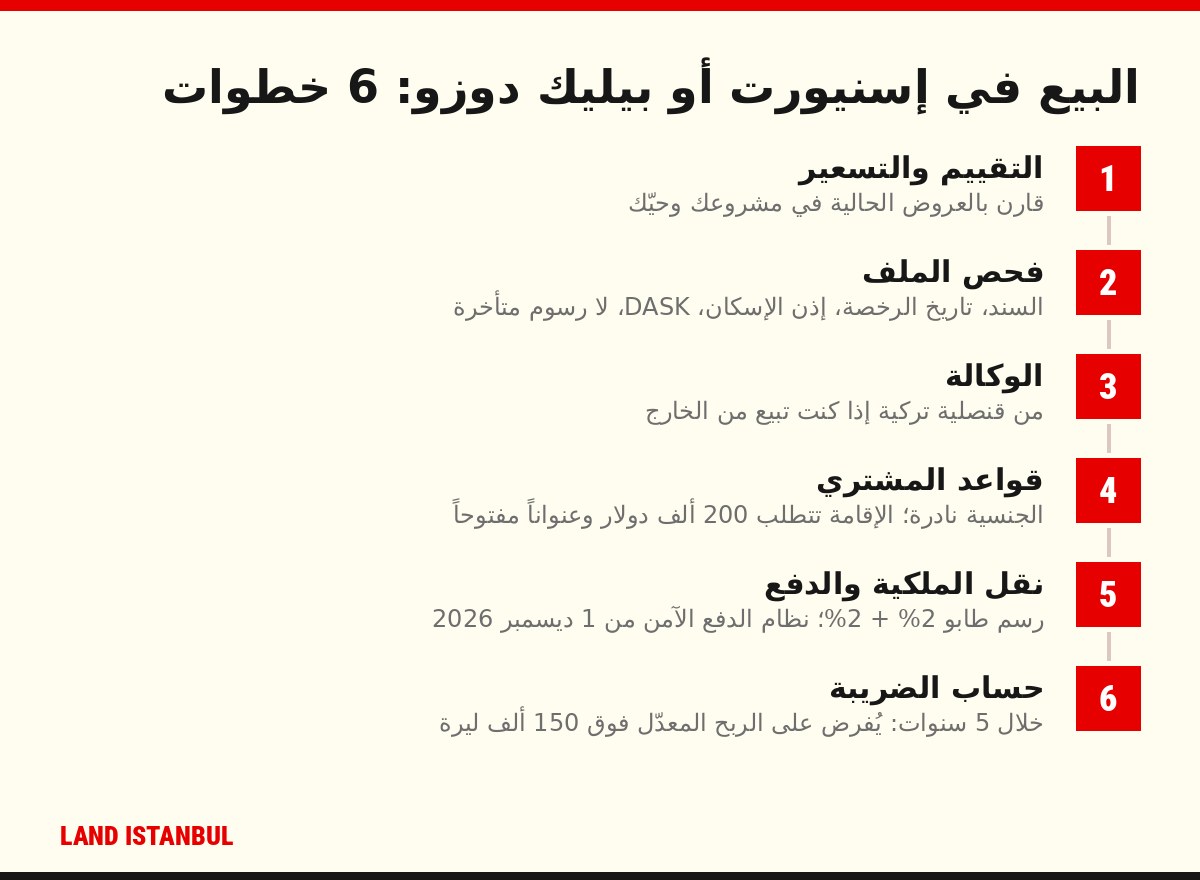 البيع في إسنيورت أو بيليك دوزو: 6 خطوات
1
التقييم والتسعير
قارن بالعروض الحالية في مشروعك وحيّك
2
فحص الملف
السند، تاريخ الرخصة، إذن الإسكان، DASK، لا رسوم متأخرة
3
الوكالة
من قنصلية تركية إذا كنت تبيع من الخارج
4
قواعد المشتري
الجنسية نادرة؛ الإقامة تتطلب 200 ألف دولار وعنواناً مفتوحاً
5
نقل الملكية والدفع
رسم طابو 2% + 2%؛ نظام الدفع الآمن من 1 ديسمبر 2026
6
حساب الضريبة
خلال 5 سنوات: يُفرض على الربح المعدّل فوق 150 ألف ليرة
LAND ISTANBUL